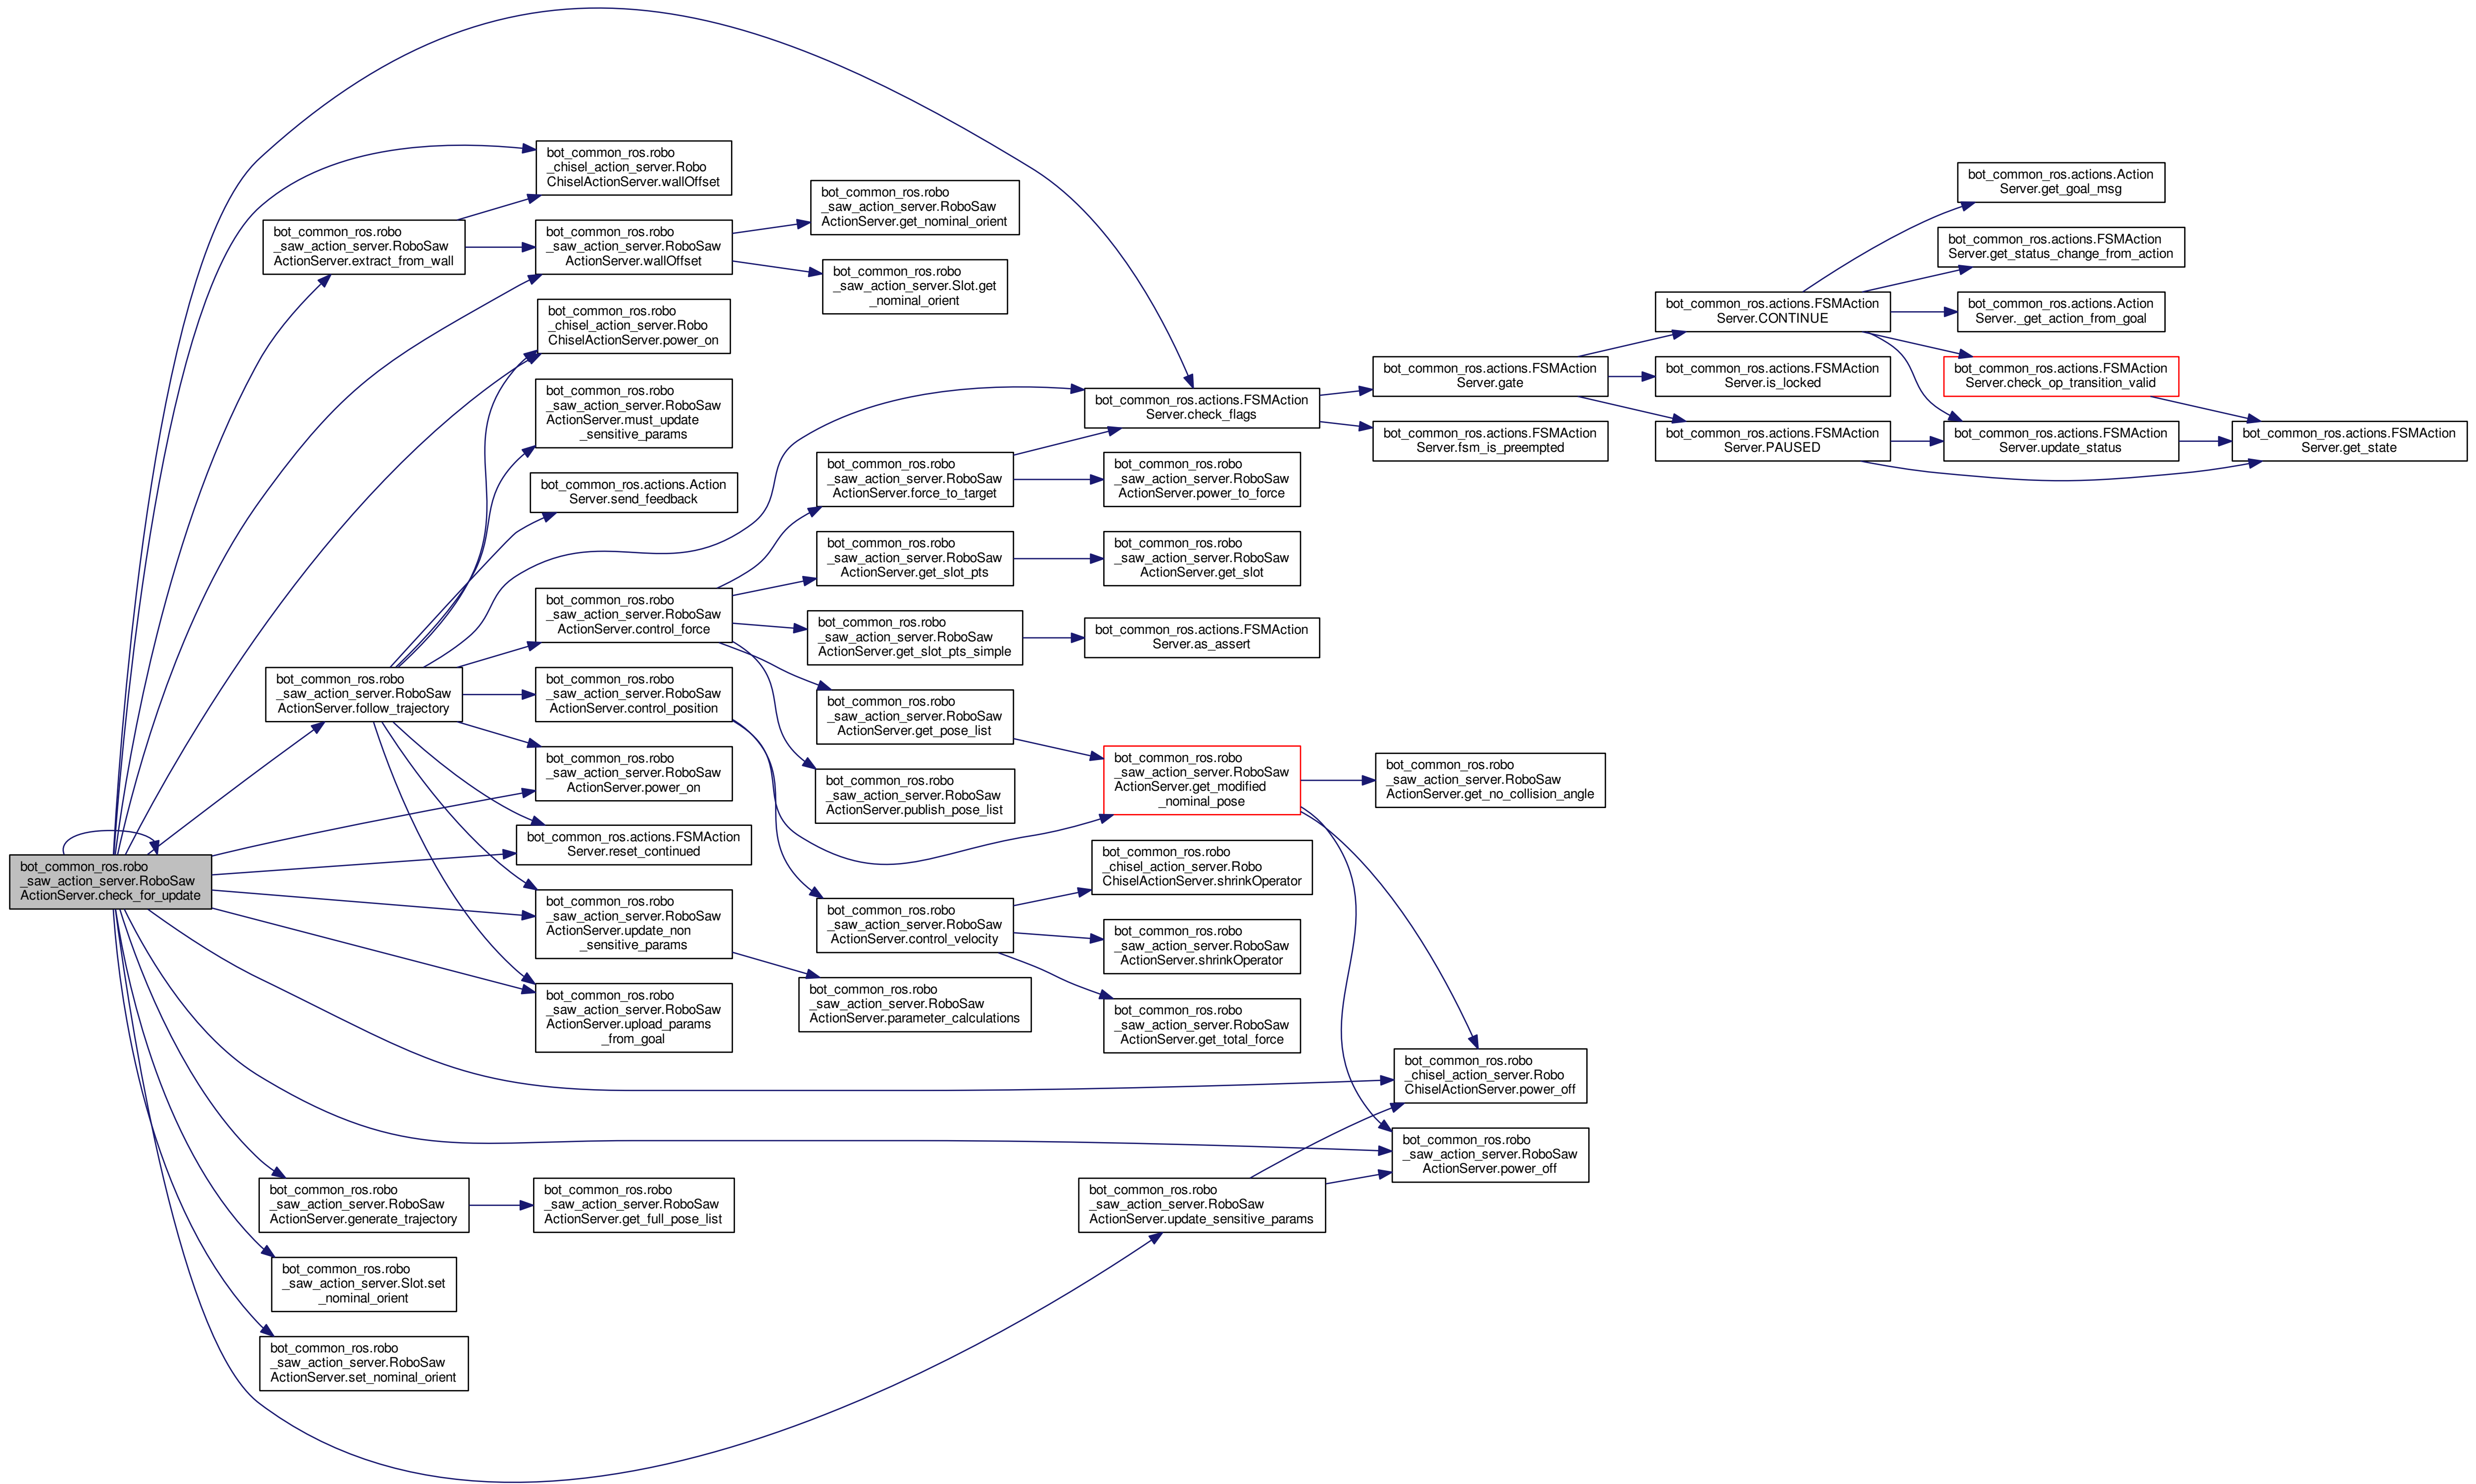 bot_common_ros.robo
_saw_action_server.RoboSaw
ActionServer.check_for_update
bot_common_ros.robo
_saw_action_server.RoboSaw
ActionServer.extract_from_wall
bot_common_ros.robo
_saw_action_server.RoboSaw
ActionServer.follow_trajectory
bot_common_ros.robo
_saw_action_server.RoboSaw
ActionServer.generate_trajectory
bot_common_ros.robo
_saw_action_server.Slot.set
_nominal_orient
bot_common_ros.robo
_saw_action_server.RoboSaw
ActionServer.set_nominal_orient
bot_common_ros.robo
_chisel_action_server.Robo
ChiselActionServer.wallOffset
bot_common_ros.robo
_saw_action_server.RoboSaw
ActionServer.wallOffset
bot_common_ros.robo
_chisel_action_server.Robo
ChiselActionServer.power_on
bot_common_ros.robo
_saw_action_server.RoboSaw
ActionServer.must_update
_sensitive_params
bot_common_ros.actions.Action
Server.send_feedback
bot_common_ros.robo
_saw_action_server.RoboSaw
ActionServer.control_force
bot_common_ros.robo
_saw_action_server.RoboSaw
ActionServer.control_position
bot_common_ros.robo
_saw_action_server.RoboSaw
ActionServer.power_on
bot_common_ros.actions.FSMAction
Server.reset_continued
bot_common_ros.robo
_saw_action_server.RoboSaw
ActionServer.update_non
_sensitive_params
bot_common_ros.robo
_saw_action_server.RoboSaw
ActionServer.upload_params
_from_goal
bot_common_ros.robo
_saw_action_server.RoboSaw
ActionServer.get_full_pose_list
bot_common_ros.robo
_saw_action_server.RoboSaw
ActionServer.get_nominal_orient
bot_common_ros.robo
_saw_action_server.Slot.get
_nominal_orient
bot_common_ros.robo
_saw_action_server.RoboSaw
ActionServer.force_to_target
bot_common_ros.robo
_saw_action_server.RoboSaw
ActionServer.get_slot_pts
bot_common_ros.robo
_saw_action_server.RoboSaw
ActionServer.get_slot_pts_simple
bot_common_ros.robo
_saw_action_server.RoboSaw
ActionServer.get_pose_list
bot_common_ros.robo
_saw_action_server.RoboSaw
ActionServer.publish_pose_list
bot_common_ros.robo
_saw_action_server.RoboSaw
ActionServer.control_velocity
bot_common_ros.robo
_saw_action_server.RoboSaw
ActionServer.parameter_calculations
bot_common_ros.actions.FSMAction
Server.check_flags
bot_common_ros.robo
_saw_action_server.RoboSaw
ActionServer.power_to_force
bot_common_ros.robo
_saw_action_server.RoboSaw
ActionServer.get_slot
bot_common_ros.actions.FSMAction
Server.as_assert
bot_common_ros.robo
_saw_action_server.RoboSaw
ActionServer.get_modified
_nominal_pose
bot_common_ros.robo
_chisel_action_server.Robo
ChiselActionServer.shrinkOperator
bot_common_ros.robo
_saw_action_server.RoboSaw
ActionServer.shrinkOperator
bot_common_ros.robo
_saw_action_server.RoboSaw
ActionServer.get_total_force
bot_common_ros.robo
_saw_action_server.RoboSaw
ActionServer.update_sensitive_params
bot_common_ros.actions.FSMAction
Server.gate
bot_common_ros.actions.FSMAction
Server.fsm_is_preempted
bot_common_ros.robo
_saw_action_server.RoboSaw
ActionServer.get_no_collision_angle
bot_common_ros.robo
_chisel_action_server.Robo
ChiselActionServer.power_off
bot_common_ros.robo
_saw_action_server.RoboSaw
ActionServer.power_off
bot_common_ros.actions.FSMAction
Server.CONTINUE
bot_common_ros.actions.FSMAction
Server.is_locked
bot_common_ros.actions.FSMAction
Server.PAUSED
bot_common_ros.actions.Action
Server.get_goal_msg
bot_common_ros.actions.FSMAction
Server.get_status_change_from_action
bot_common_ros.actions.Action
Server._get_action_from_goal
bot_common_ros.actions.FSMAction
Server.check_op_transition_valid
bot_common_ros.actions.FSMAction
Server.update_status
bot_common_ros.actions.FSMAction
Server.get_state